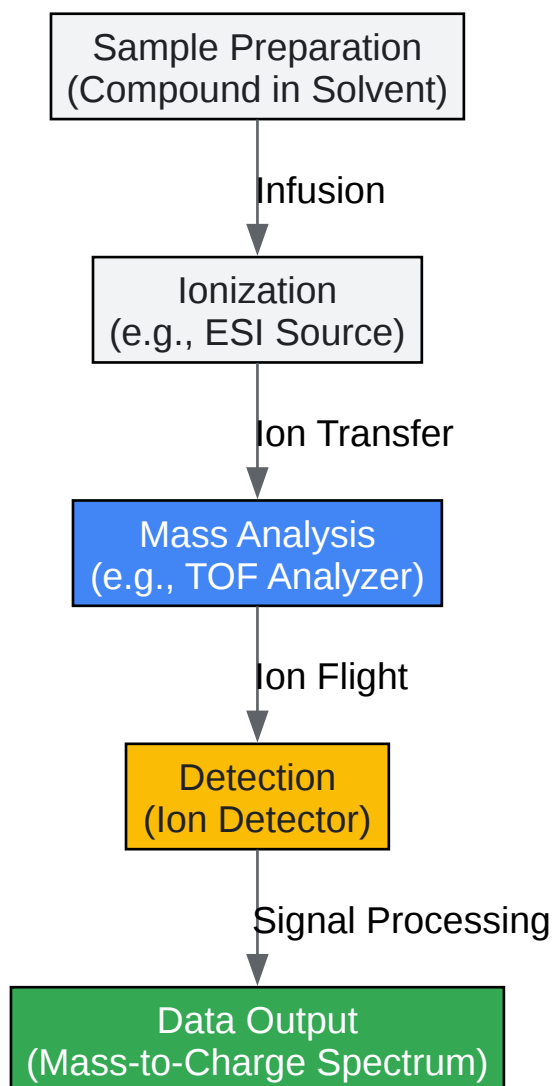 Sample Preparation
(Compound in Solvent)
Infusion
Ionization
(e.g., ESI Source)
Ion Transfer
Mass Analysis
(e.g., TOF Analyzer)
Ion Flight
Detection
(Ion Detector)
Signal Processing
Data Output
(Mass-to-Charge Spectrum)